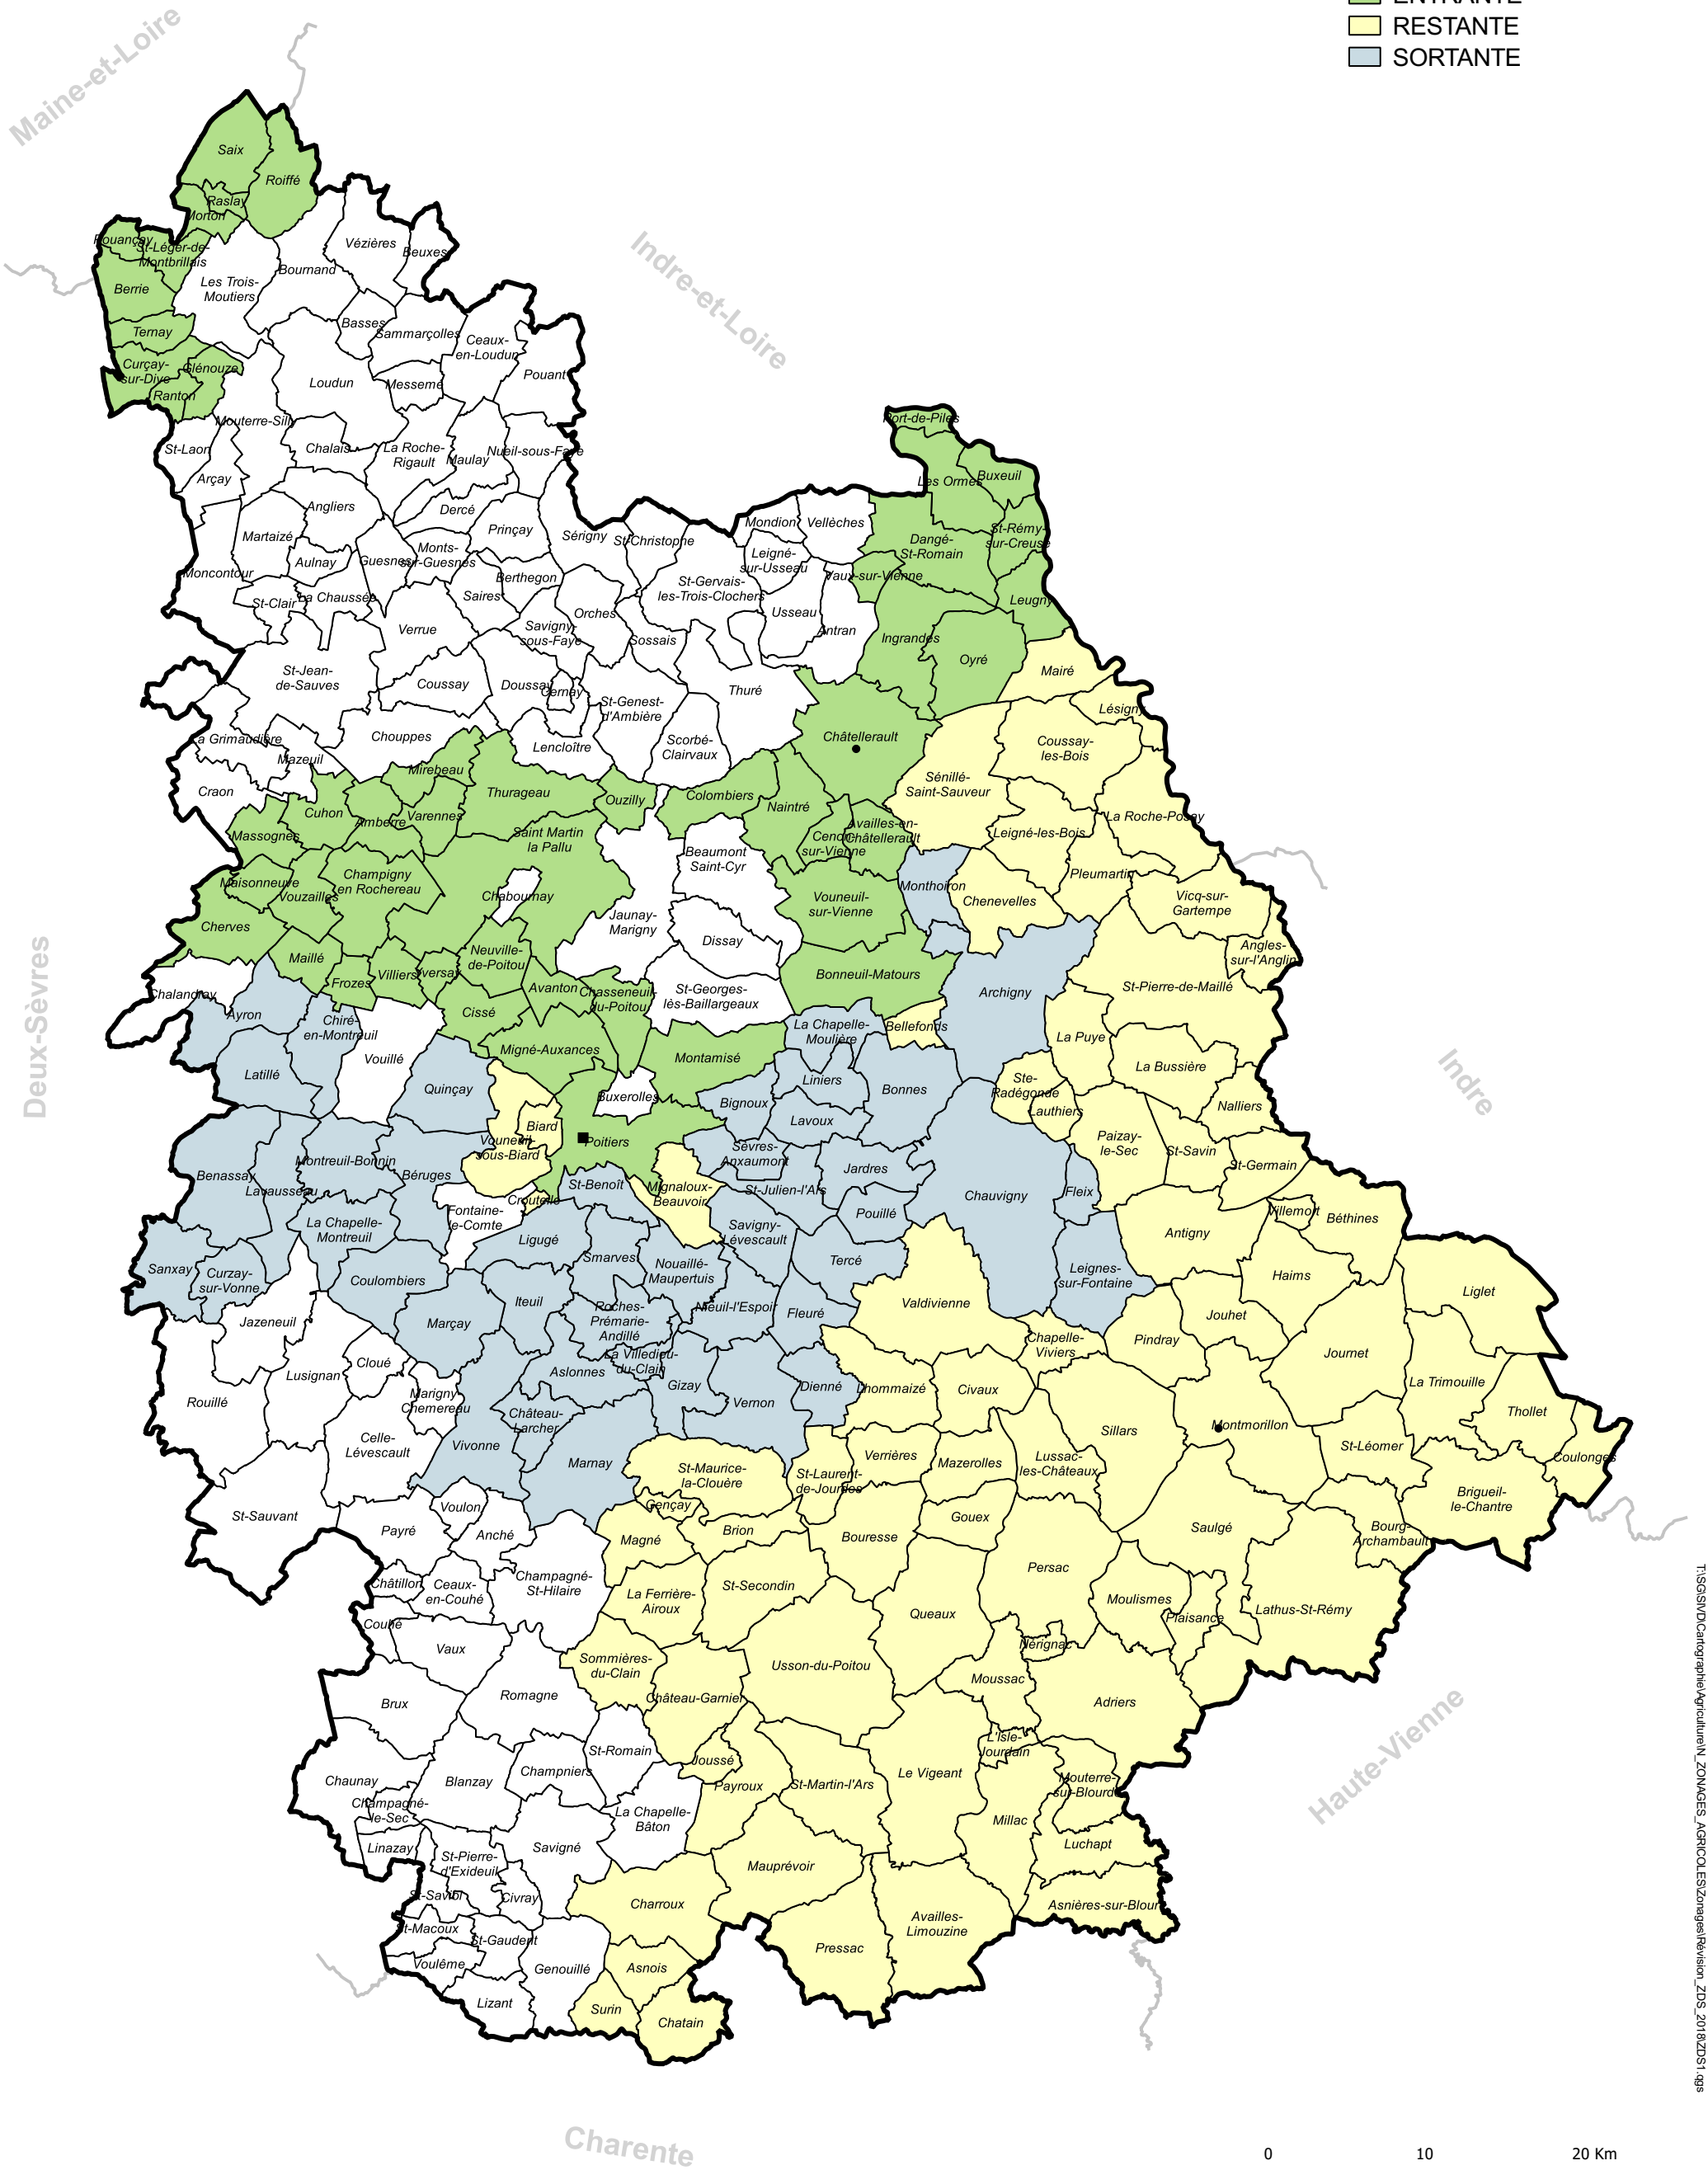 ENTRANTE
RESTANTE
SORTANTE
Maine-et-Loire
Indre-et-Loire
Deux-Sèvres
Indre
Haute-Vienne
Charente
Saix
Roiffé
Raslay
Morton
Pouançay
St-Léger-de-
Montbrillais
Berrie
Les Trois-
Moutiers
Bournand
Vézières
Beuxes
Ternay
Basses
Sammarçolles
Ceaux-
en-Loudun
Curçay-
sur-Dive
Glénouze
Ranton
Loudun
Messemé
Pouant
Mouterre-Silly
St-Laon
Arçay
Chalais
La Roche-
Rigault
Maulay
Nueil-sous-Faye
Port-de-Piles
Les Ormes
Buxeuil
Angliers
Dercé
Prinçay
Martaizé
Sérigny
St-Christophe
Mondion
Vellèches
St-Rémy-
sur-Creuse
Dangé-
St-Romain
Aulnay
Guesnes
Monts-
sur-Guesnes
Leigné-
sur-Usseau
Moncontour
Berthegon
St-Gervais-
les-Trois-Clochers
Vaux-sur-Vienne
St-Clair
La Chaussée
Saires
Orches
Usseau
Leugny
Verrue
Savigny-
sous-Faye
Sossais
Antran
Ingrandes
Oyré
St-Jean-
de-Sauves
Coussay
Doussay
Cernay
St-Genest-
d'Ambière
Thuré
Mairé
Lésigny
La Grimaudière
Mazeuil
Chouppes
Lencloître
Scorbé-
Clairvaux
Châtellerault
Coussay-
les-Bois
Craon
Mirebeau
Thurageau
Ouzilly
Colombiers
Naintré
Sénillé-
Saint-Sauveur
Cuhon
Amberre
Varennes
Massognes
Saint Martin
la Pallu
Availles-en-
Châtellerault
Cenon-
sur-Vienne
Leigné-les-Bois
La Roche-Posay
Beaumont
Saint-Cyr
Maisonneuve
Vouzailles
Champigny
en Rochereau
Chabournay
Monthoiron
Pleumartin
Chenevelles
Vicq-sur-
Gartempe
Cherves
Jaunay-
Marigny
Vouneuil-
sur-Vienne
Dissay
Maillé
Frozes
Villiers
Yversay
Neuville-
de-Poitou
Angles-
sur-l'Anglin
Bonneuil-Matours
Chalandray
Avanton
Chasseneuil-
du-Poitou
St-Georges-
lès-Baillargeaux
Archigny
St-Pierre-de-Maillé
Ayron
Chiré-
en-Montreuil
Cissé
Vouillé
Migné-Auxances
Montamisé
La Chapelle-
Moulière
Bellefonds
La Puye
La Bussière
Latillé
Quinçay
Buxerolles
Bignoux
Liniers
Bonnes
Ste-
Radégonde
Lauthiers
Nalliers
Lavoux
Biard
Vouneuil-
sous-Biard
Poitiers
Sèvres-
Anxaumont
Paizay-
le-Sec
St-Savin
St-Germain
Benassay
Lavausseau
Montreuil-Bonnin
Béruges
St-Benoît
Mignaloux-
Beauvoir
St-Julien-l'Ars
Jardres
Chauvigny
Fleix
Croutelle
Fontaine-
le-Comte
Pouillé
Villemort
Béthines
La Chapelle-
Montreuil
Ligugé
Savigny-
Lévescault
Antigny
Sanxay
Curzay-
sur-Vonne
Coulombiers
Smarves
Nouaillé-
Maupertuis
Tercé
Leignes-
sur-Fontaine
Haims
Liglet
Jazeneuil
Marçay
Iteuil
Roches-
Prémarie-
Andillé
Nieuil-l'Espoir
Fleuré
Valdivienne
Jouhet
Pindray
Chapelle-
Viviers
Journet
Cloué
Lusignan
Aslonnes
La Villedieu-
du-Clain
Gizay
Vernon
Dienné
Lhommaizé
Civaux
La Trimouille
Rouillé
Marigny-
Chemereau
Château-
Larcher
Sillars
Montmorillon
Thollet
Celle-
Lévescault
Vivonne
Marnay
St-Maurice-
la-Clouère
St-Laurent-
de-Jourdes
Verrières
Mazerolles
Lussac-
les-Châteaux
St-Léomer
Coulonges
Brigueil-
le-Chantre
St-Sauvant
Voulon
Gençay
Payré
Anché
Magné
Brion
Bouresse
Gouex
Saulgé
Bourg-
Archambault
Châtillon
Ceaux-
en-Couhé
Champagné-
St-Hilaire
La Ferrière-
Airoux
St-Secondin
Persac
Queaux
Moulismes
Plaisance
Lathus-St-Rémy
Couhé
Vaux
Sommières-
du-Clain
Nérignac
Usson-du-Poitou
Moussac
Brux
Romagne
Château-Garnier
Adriers
St-Romain
Joussé
L'Isle-
Jourdain
Chaunay
Blanzay
Champniers
Payroux
St-Martin-l'Ars
Le Vigeant
Mouterre-
sur-Blourde
Champagné-
le-Sec
La Chapelle-
Bâton
Millac
Linazay
Savigné
Luchapt
St-Pierre-
d'Exideuil
Mauprévoir
St-Saviol
Civray
Charroux
Asnières-sur-Blour
Availles-
Limouzine
St-Macoux
St-Gaudent
Pressac
Voulême
Genouillé
Asnois
Lizant
Surin
Chatain
T:\SG\SIVD\Cartographie\Agriculture\N_ZONAGES_AGRICOLES\Zonages\Révision_ZDS_2018\ZDS1.qgs
0 10 20 Km